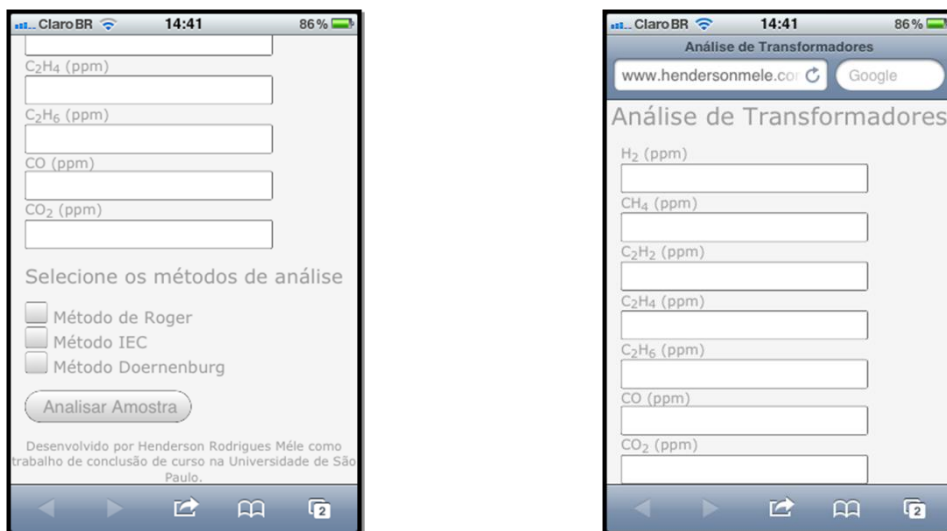 Claro BR 14:41 86 %
C₂H₄ (ppm)
C₂H₆ (ppm)
CO (ppm)
CO₂ (ppm)
Selecione os métodos de análise
Método de Roger
Método IEC
Método Doernenburg
Analisar Amostra
Desenvolvido por Henderson Rodrigues Méle como
trabalho de conclusão de curso na Universidade de São
Paulo.
2
Claro BR 14:41 86 %
Análise de Transformadores
www.hendersonmele.co Google
Análise de Transformadores
H₂ (ppm)
CH₄ (ppm)
C₂H₂ (ppm)
C₂H₄ (ppm)
C₂H₆ (ppm)
CO (ppm)
CO₂ (ppm)
2